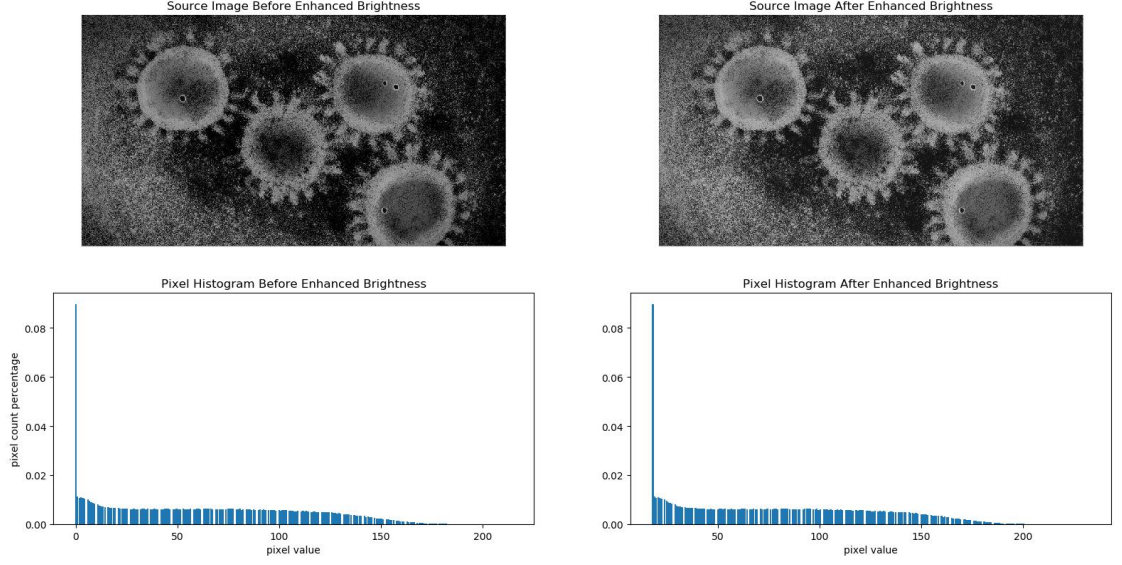 Source Image Before Enhanced Brightness
Source Image After Enhanced Brightness
Pixel Histogram Before Enhanced Brightness
0.08
0.06
0.04
0.02
0.00
pixel count percentage
0
50
100
150
200
pixel value
Pixel Histogram After Enhanced Brightness
0.08
0.06
0.04
0.02
0.00
50
100
150
200
pixel value